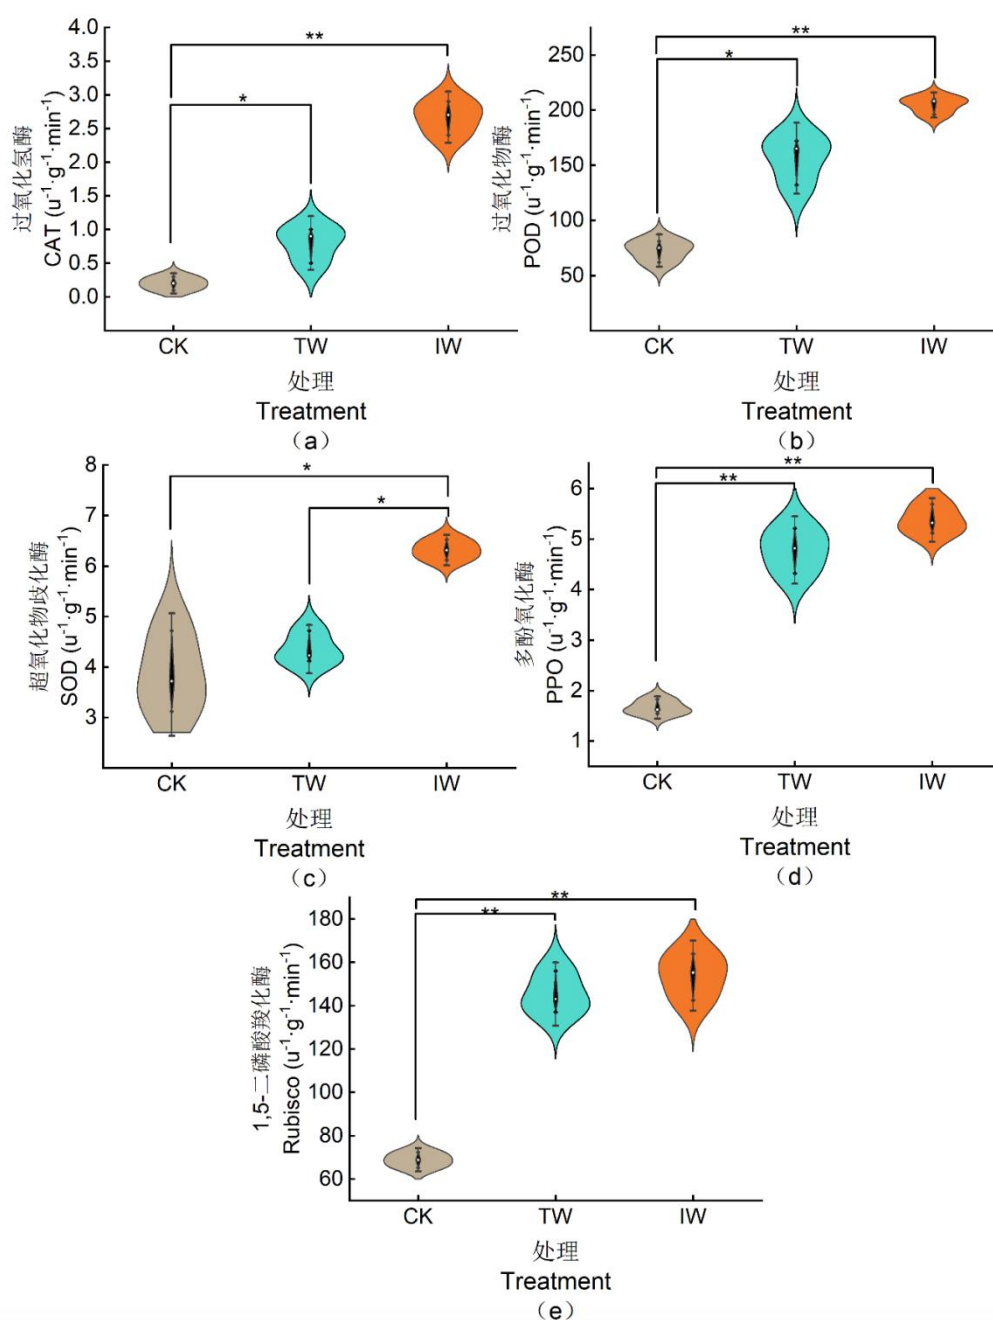 过氧化氢酶
CAT (u⁻¹·g⁻¹·min⁻¹)
4.0
3.5
3.0
2.5
2.0
1.5
1.0
0.5
0.0
**
*
CK TW IW
处理
Treatment
（a）
过氧化物酶
POD (u⁻¹·g⁻¹·min⁻¹)
250
200
150
100
50
**
*
CK TW IW
处理
Treatment
（b）
超氧化物歧化酶
SOD (u⁻¹·g⁻¹·min⁻¹)
8
7
6
5
4
3
*
*
CK TW IW
处理
Treatment
（c）
多酚氧化酶
PPO (u⁻¹·g⁻¹·min⁻¹)
6
5
4
3
2
1
**
**
CK TW IW
处理
Treatment
（d）
1,5-二磷酸羧化酶
Rubisco (u⁻¹·g⁻¹·min⁻¹)
180
160
140
120
100
80
60
**
**
CK TW IW
处理
Treatment
（e）